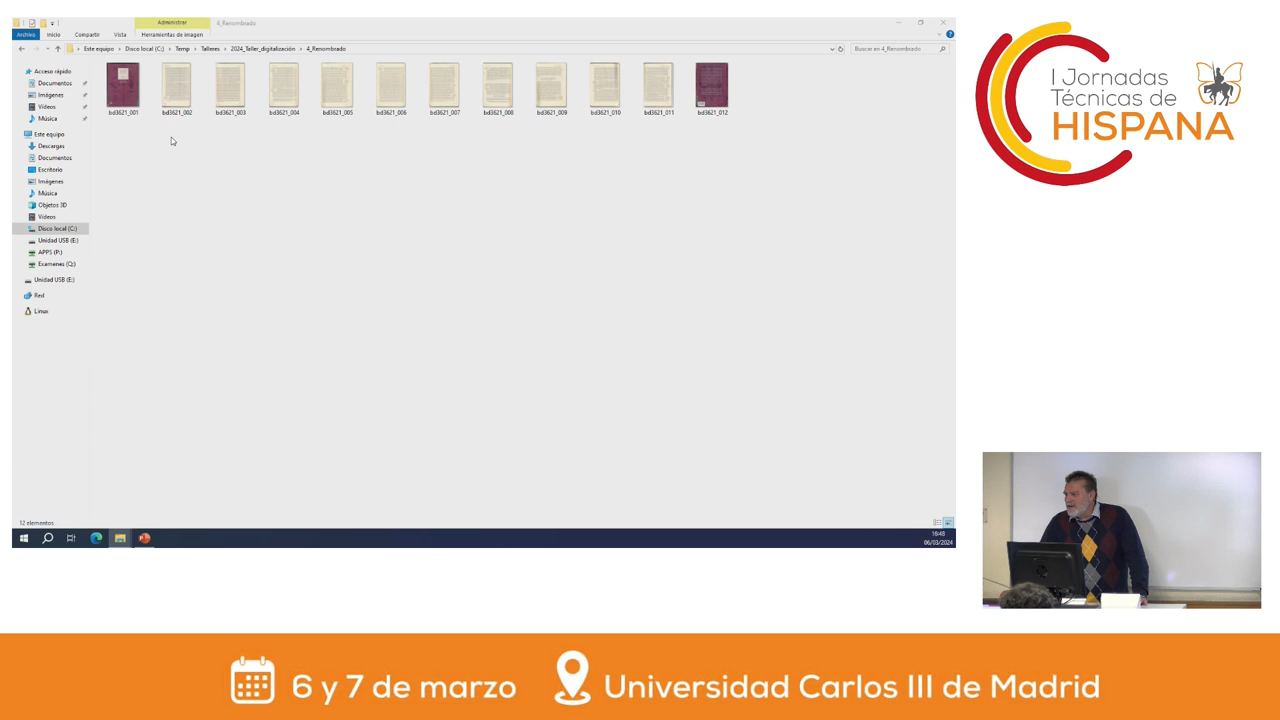 Administrar
4_Renombrado
Archivo Inicio Compartir Vista Herramientas de imagen
Este equipo > Disco local (C:) > Temp > Talleres > 2024_Taller_digitalización > 4_Renombrado
Buscar en 4_Renombrado
Acceso rápido
Documentos
Imágenes
Vídeos
Música
Este equipo
Descargas
Documentos
Escritorio
Imágenes
Música
Objetos 3D
Vídeos
Disco local (C:)
Unidad USB (E:)
APPS (P:)
Examenes (Q:)
Unidad USB (E:)
Red
Linux
bd3621_001 bd3621_002 bd3621_003 bd3621_004 bd3621_005 bd3621_006 bd3621_007 bd3621_008 bd3621_009 bd3621_010 bd3621_011 bd3621_012
12 elementos
16:48
06/03/2024
I Jornadas
Técnicas de
HISPANA
6 y 7 de marzo
Universidad Carlos III de Madrid